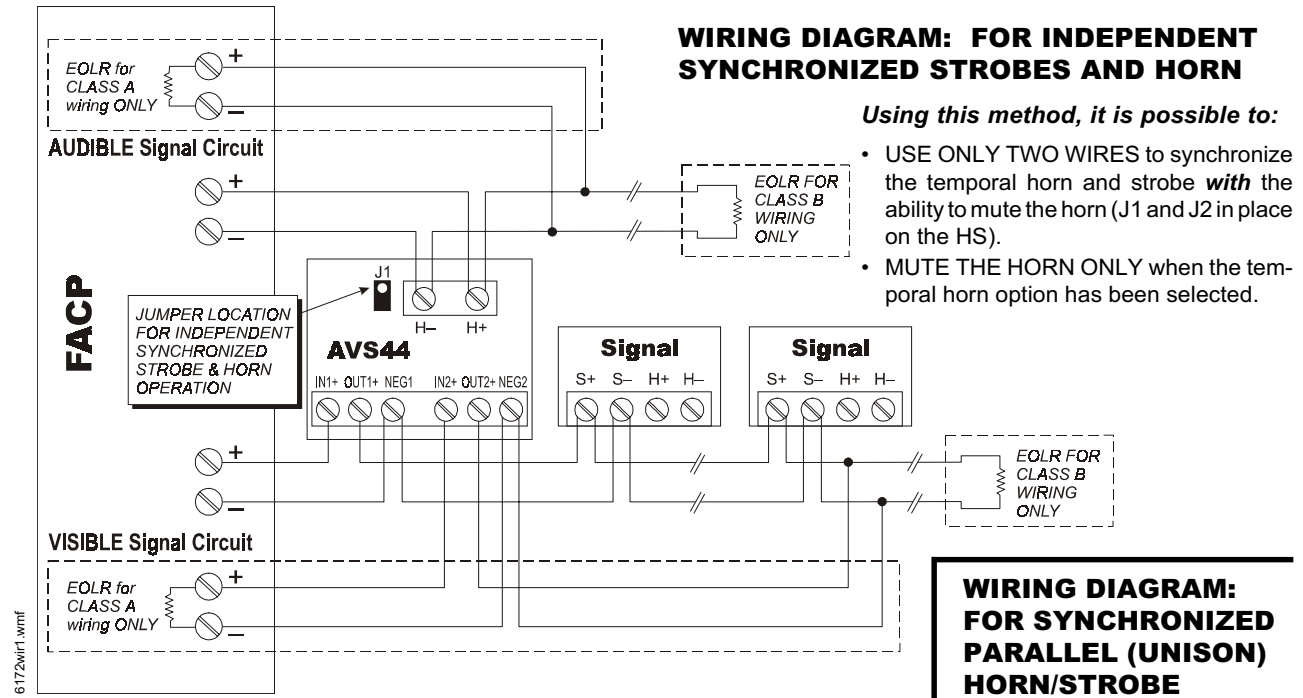 WIRING DIAGRAM: FOR INDEPENDENT
SYNCHRONIZED STROBES AND HORN
Using this method, it is possible to:
• USE ONLY TWO WIRES to synchronize
the temporal horn and strobe with the
ability to mute the horn (J1 and J2 in place
on the HS).
• MUTE THE HORN ONLY when the tem-
poral horn option has been selected.
EOLR for
CLASS A
wiring ONLY
+
–
AUDIBLE Signal Circuit
+
–
EOLR FOR
CLASS B
WIRING
ONLY
FACP
JUMPER LOCATION
FOR INDEPENDENT
SYNCHRONIZED
STROBE & HORN
OPERATION
J1
H– H+
AVS44
IN1+ OUT1+ NEG1 IN2+ OUT2+ NEG2
Signal
S+ S– H+ H–
Signal
S+ S– H+ H–
+
–
EOLR FOR
CLASS B
WIRING
ONLY
VISIBLE Signal Circuit
EOLR for
CLASS A
wiring ONLY
+
–
6172wir1.wmf
WIRING DIAGRAM:
FOR SYNCHRONIZED
PARALLEL (UNISON)
HORN/STROBE